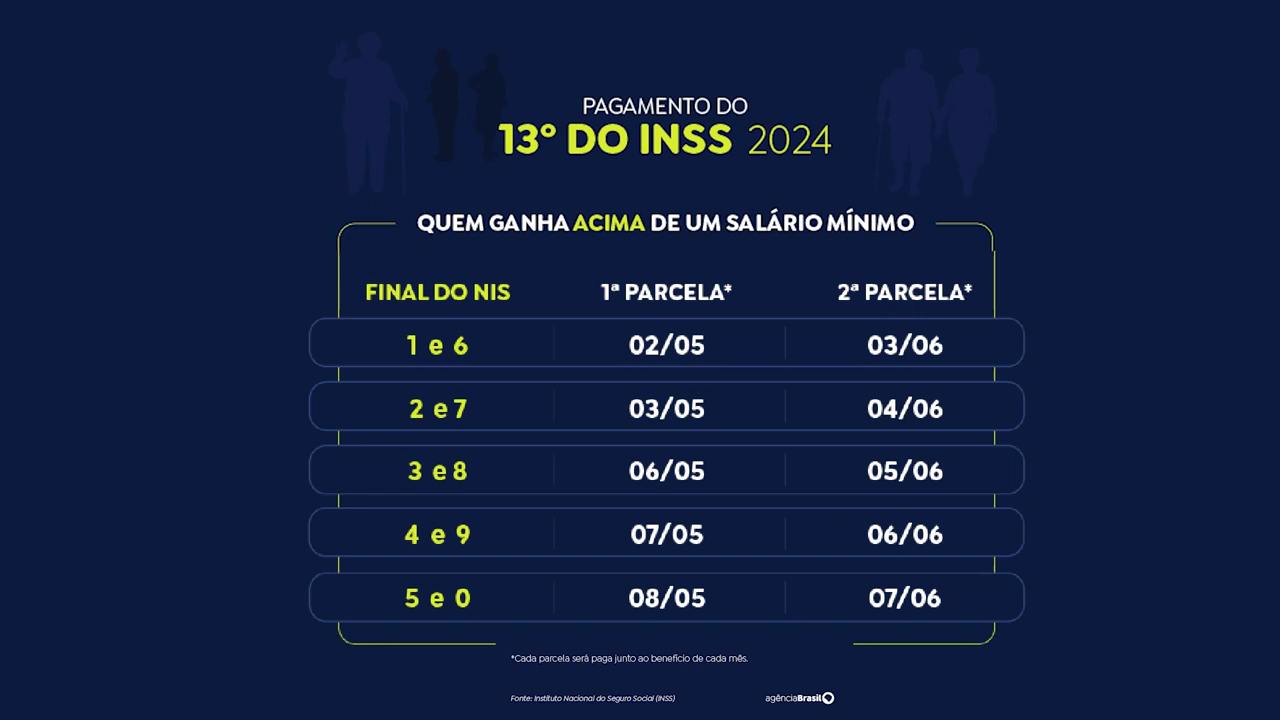 PAGAMENTO DO
13º DO INSS 2024
QUEM GANHA ACIMA DE UM SALÁRIO MÍNIMO
FINAL DO NIS 1ª PARCELA* 2ª PARCELA*
1 e 6 02/05 03/06
2 e 7 03/05 04/06
3 e 8 06/05 05/06
4 e 9 07/05 06/06
5 e 0 08/05 07/06
*Cada parcela será paga junto ao benefício de cada mês.
Fonte: Instituto Nacional do Seguro Social (INSS) agênciaBrasil